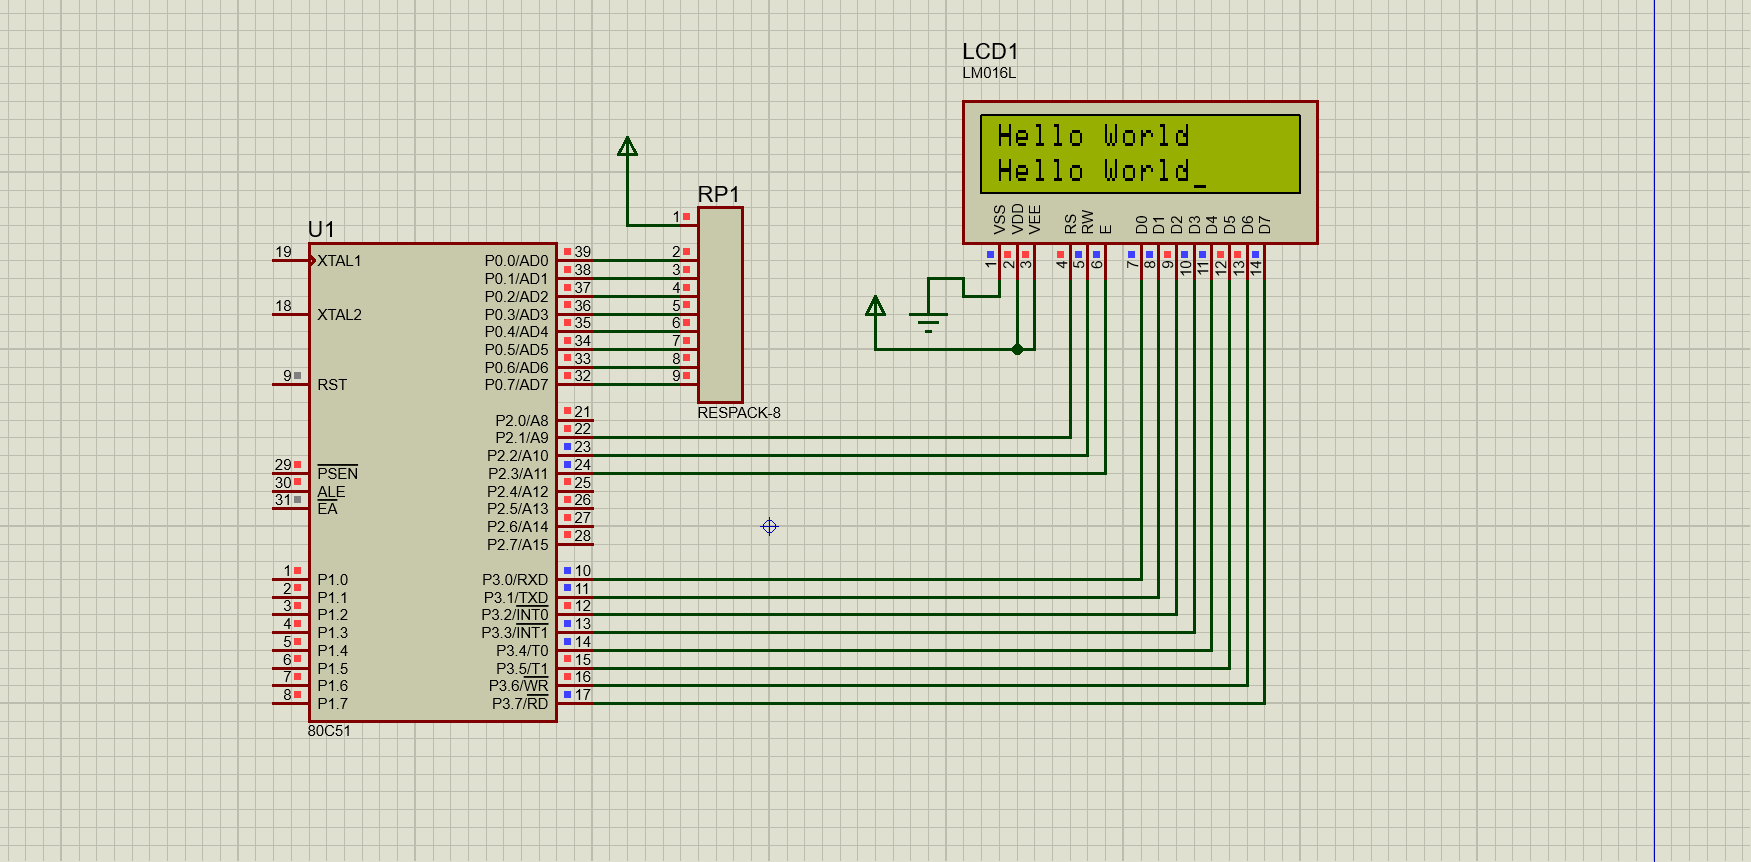 LCD1
LM016L
Hello World
Hello World_
VSS VDD VEE RS RW E D0 D1 D2 D3 D4 D5 D6 D7
1 2 3 4 5 6 7 8 9 10 11 12 13 14
RP1
1
2
3
4
5
6
7
8
9
RESPACK-8
U1
19 XTAL1 P0.0/AD0 39
P0.1/AD1 38
P0.2/AD2 37
18 XTAL2 P0.3/AD3 36
P0.4/AD4 35
P0.5/AD5 34
P0.6/AD6 33
9 RST P0.7/AD7 32
P2.0/A8 21
P2.1/A9 22
P2.2/A10 23
29 PSEN P2.3/A11 24
30 ALE P2.4/A12 25
31 EA P2.5/A13 26
P2.6/A14 27
P2.7/A15 28
1 P1.0 P3.0/RXD 10
2 P1.1 P3.1/TXD 11
3 P1.2 P3.2/INT0 12
4 P1.3 P3.3/INT1 13
5 P1.4 P3.4/T0 14
6 P1.5 P3.5/T1 15
7 P1.6 P3.6/WR 16
8 P1.7 P3.7/RD 17
80C51